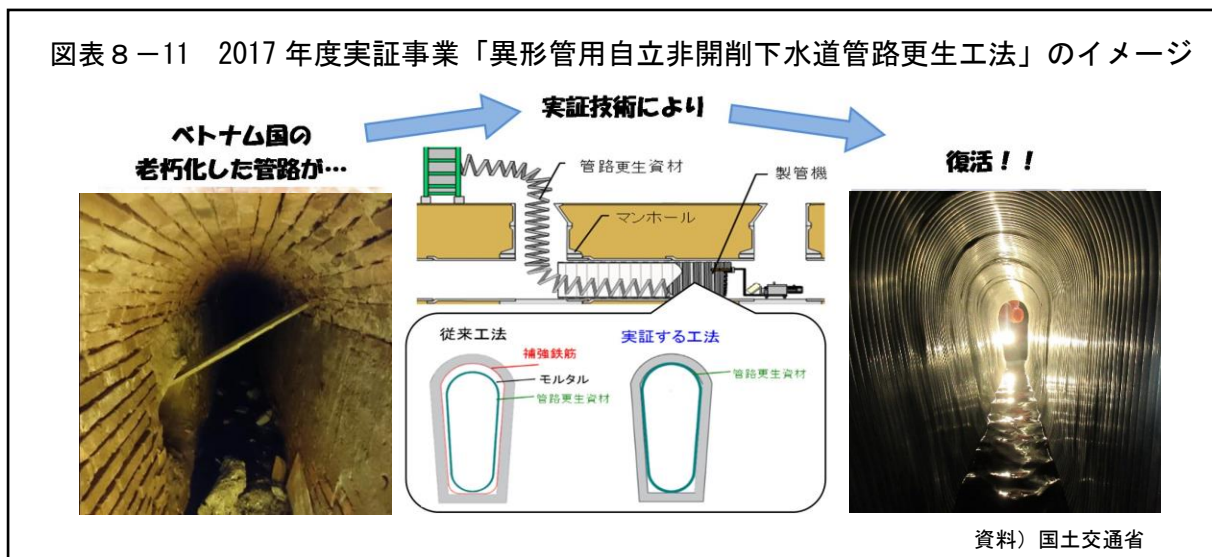 図表８－11　2017年度実証事業「異形管用自立非開削下水道管路更生工法」のイメージ
ベトナム国の
老朽化した管路が…
実証技術により
復活！！
管路更生資材
製管機
マンホール
従来工法
補強鉄筋
モルタル
管路更生資材
実証する工法
管路更生資材
資料）国土交通省